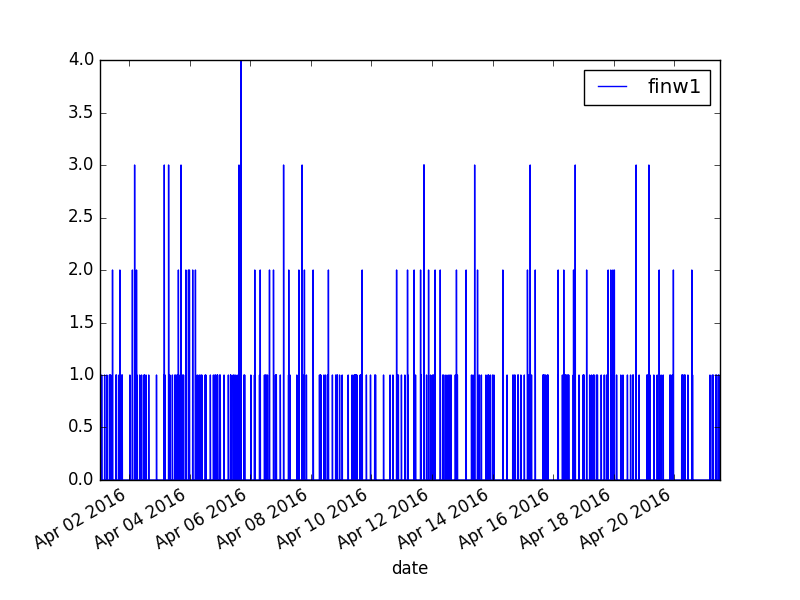 4.0
finw1
3.5
3.0
2.5
2.0
1.5
1.0
0.5
0.0
Apr 02 2016
Apr 04 2016
Apr 06 2016
Apr 08 2016
Apr 10 2016
Apr 12 2016
Apr 14 2016
Apr 16 2016
Apr 18 2016
Apr 20 2016
date